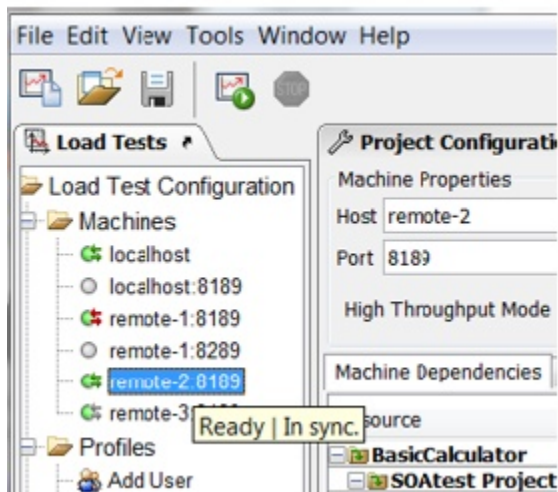 File Edit View Tools Window Help
STOP
Load Tests
Project Configurati
Load Test Configuration
Machines
localhost
localhost:8189
remote-1:8189
remote-1:8289
remote-2:8189
remote-3
Ready | In sync.
Profiles
Add User
Machine Properties
Host remote-2
Port 8189
High Throughput Mode
Machine Dependencies
source
BasicCalculator
SOAtest Project